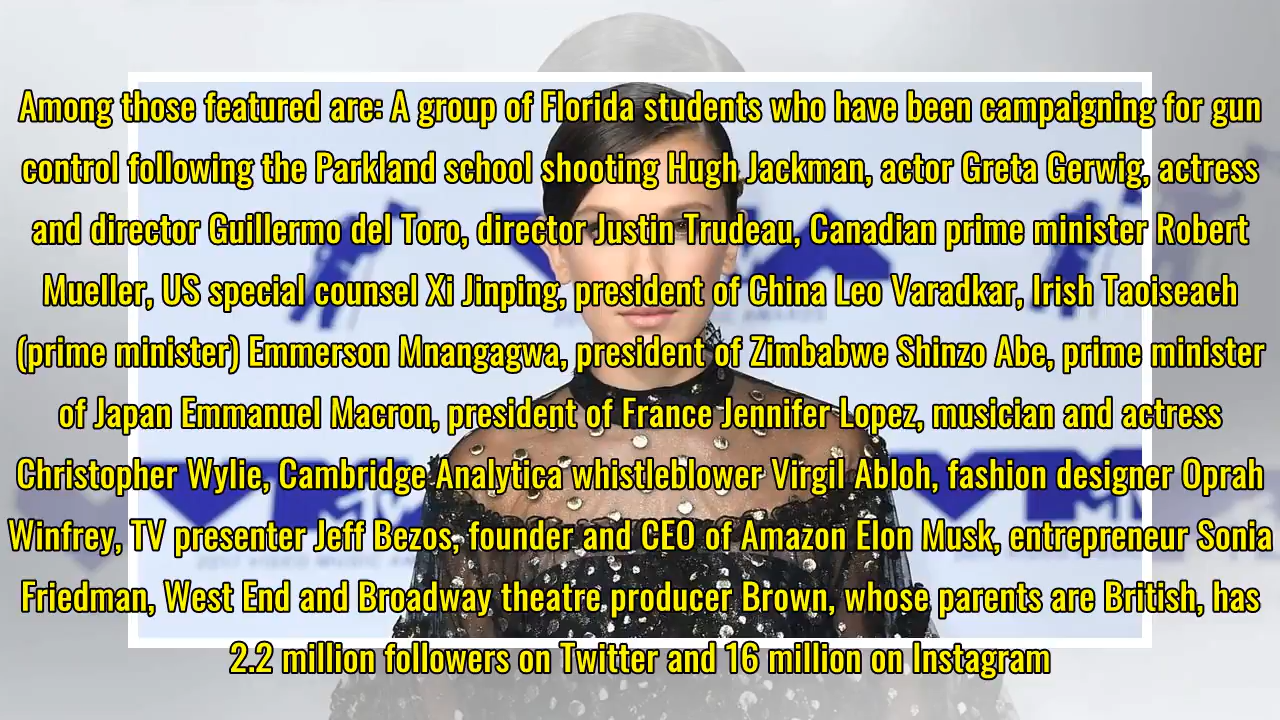 Among those featured are: A group of Florida students who have been campaigning for gun
control following the Parkland school shooting Hugh Jackman, actor Greta Gerwig, actress
and director Guillermo del Toro, director Justin Trudeau, Canadian prime minister Robert
Mueller, US special counsel Xi Jinping, president of China Leo Varadkar, Irish Taoiseach
(prime minister) Emmerson Mnangagwa, president of Zimbabwe Shinzo Abe, prime minister
of Japan Emmanuel Macron, president of France Jennifer Lopez, musician and actress
Christopher Wylie, Cambridge Analytica whistleblower Virgil Abloh, fashion designer Oprah
Winfrey, TV presenter Jeff Bezos, founder and CEO of Amazon Elon Musk, entrepreneur Sonia
Friedman, West End and Broadway theatre producer Brown, whose parents are British, has
2.2 million followers on Twitter and 16 million on Instagram